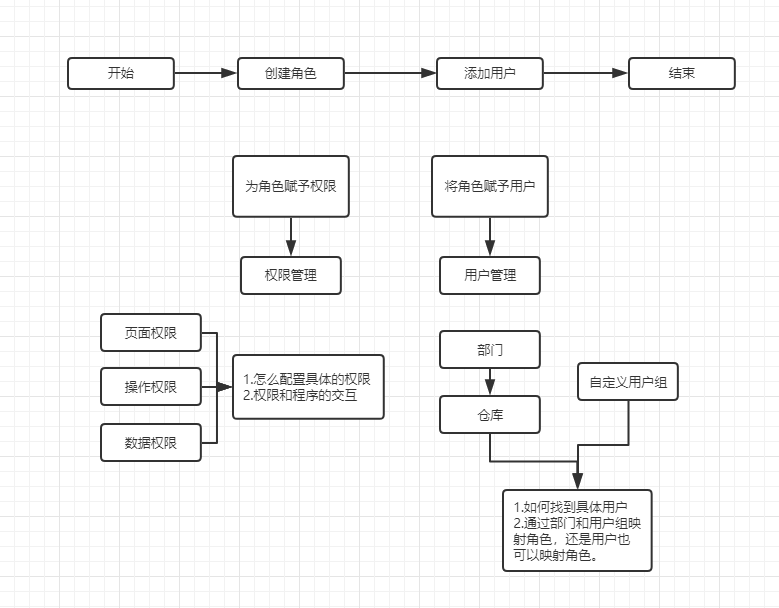 开始
创建角色
添加用户
结束
为角色赋予权限
将角色赋予用户
权限管理
用户管理
页面权限
操作权限
数据权限
1.怎么配置具体的权限
2.权限和程序的交互
部门
仓库
自定义用户组
1.如何找到具体用户
2.通过部门和用户组映
射角色，还是用户也
可以映射角色。